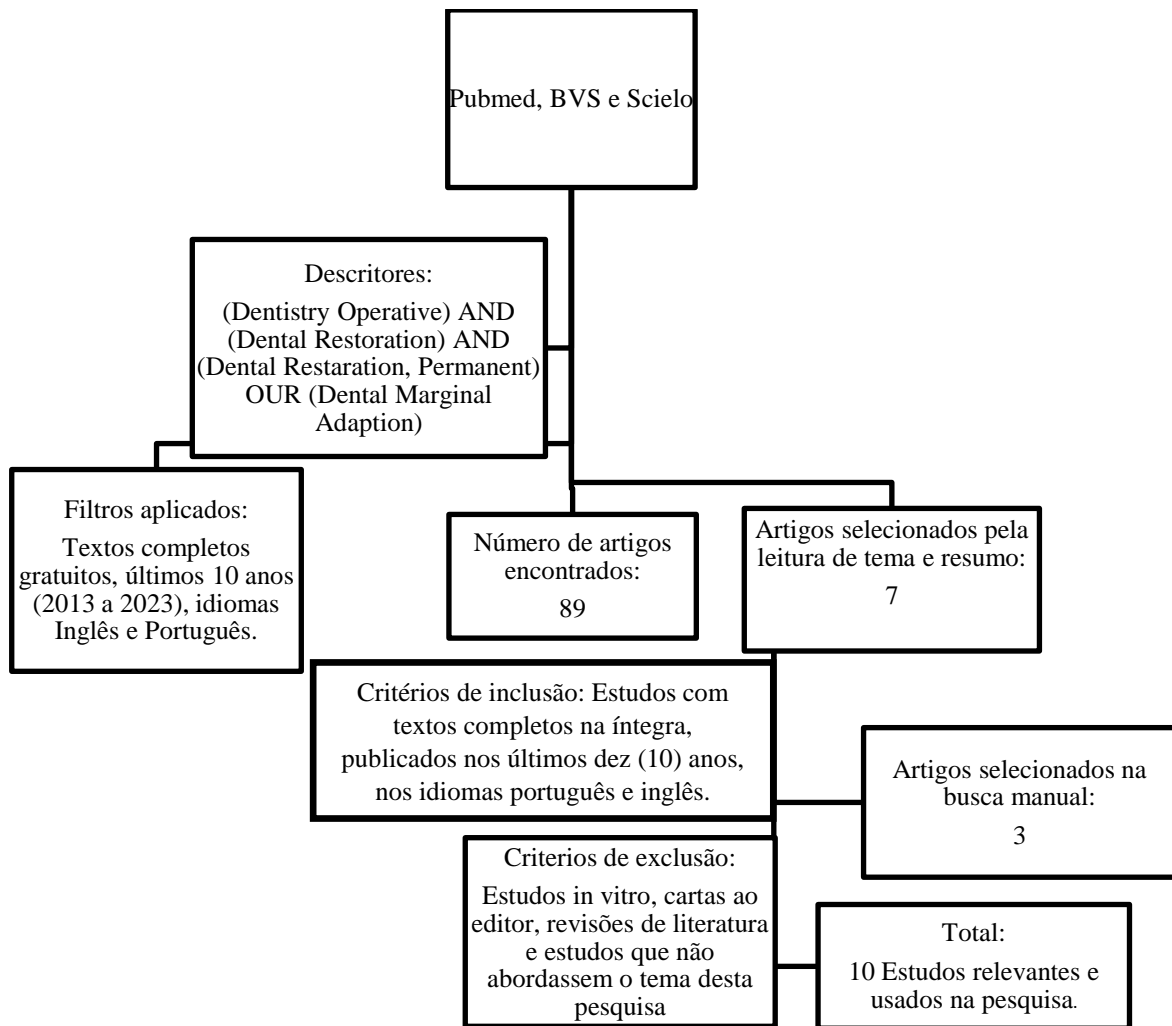 Pubmed, BVS e Scielo
Descritores:
(Dentistry Operative) AND
(Dental Restoration) AND
(Dental Restaration, Permanent)
OUR (Dental Marginal
Adaption)
Filtros aplicados:
Textos completos
gratuitos, últimos 10 anos
(2013 a 2023), idiomas
Inglês e Português.
Número de artigos
encontrados:
89
Artigos selecionados pela
leitura de tema e resumo:
7
Critérios de inclusão: Estudos com
textos completos na íntegra,
publicados nos últimos dez (10) anos,
nos idiomas português e inglês.
Artigos selecionados na
busca manual:
3
Criterios de exclusão:
Estudos in vitro, cartas ao
editor, revisões de literatura
e estudos que não
abordassem o tema desta
pesquisa
Total:
10 Estudos relevantes e
usados na pesquisa.